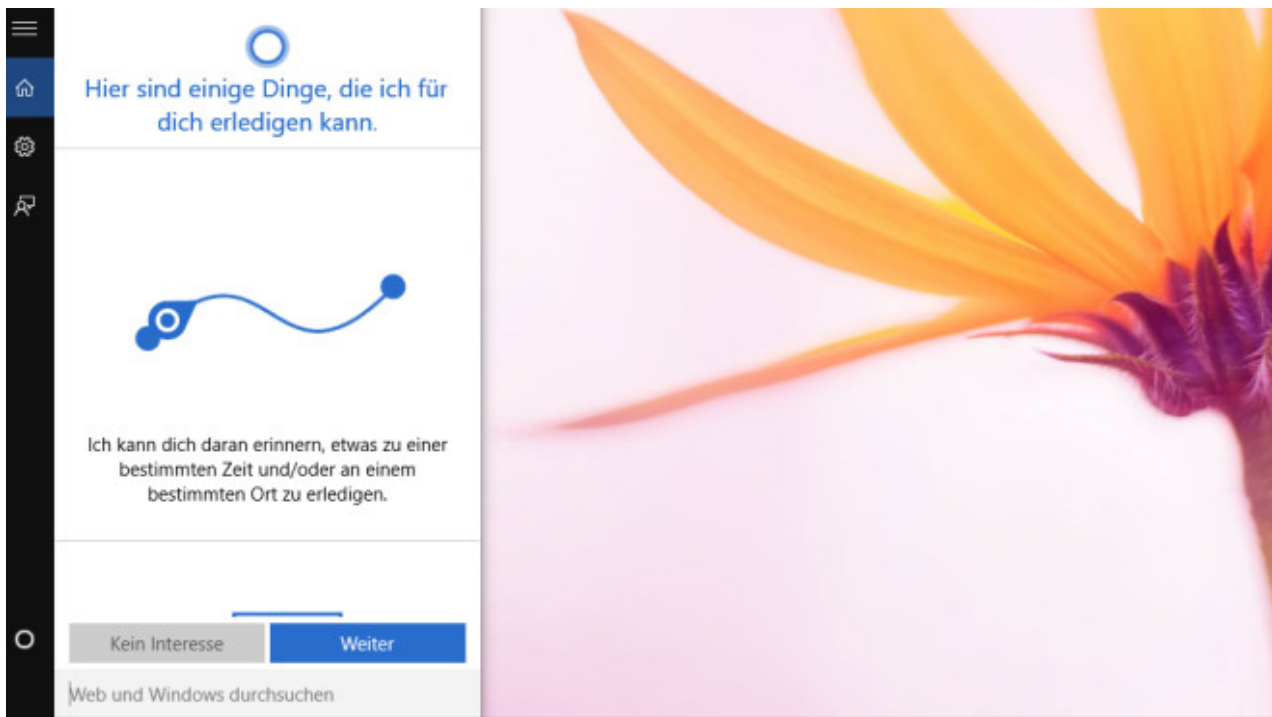 Hier sind einige Dinge, die ich für
dich erledigen kann.
Ich kann dich daran erinnern, etwas zu einer
bestimmten Zeit und/oder an einem
bestimmten Ort zu erledigen.
Kein Interesse
Weiter
Web und Windows durchsuchen